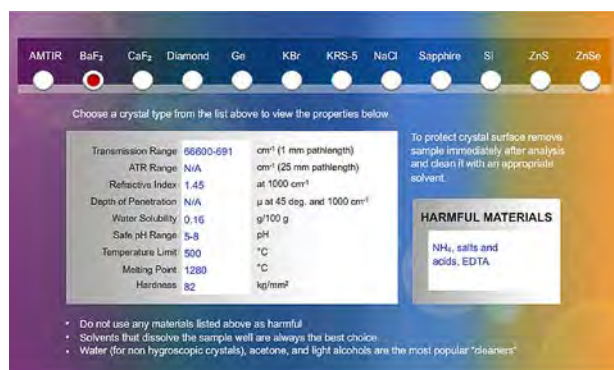 AMTIR BaF₂ CaF₂ Diamond Ge KBr KRS-5 NaCl Sapphire Si ZnS ZnSe
Choose a crystal type from the list above to view the properties below
Transmission Range 66600-691 cm⁻¹ (1 mm pathlength)
ATR Range N/A cm⁻¹ (25 mm pathlength)
Refractive Index 1.45 at 1000 cm⁻¹
Depth of Penetration N/A µ at 45 deg. and 1000 cm⁻¹
Water Solubility 0.16 g/100 g
Safe pH Range 5-8 pH
Temperature Limit 500 °C
Melting Point 1280 °C
Hardness 82 kg/mm²
To protect crystal surface remove
sample immediately after analysis
and clean it with an appropriate
solvent.
HARMFUL MATERIALS
NH₄, salts and
acids, EDTA
• Do not use any materials listed above as harmful
• Solvents that dissolve the sample well are always the best choice
• Water (for non hygroscopic crystals), acetone, and light alcohols are the most popular "cleaners"